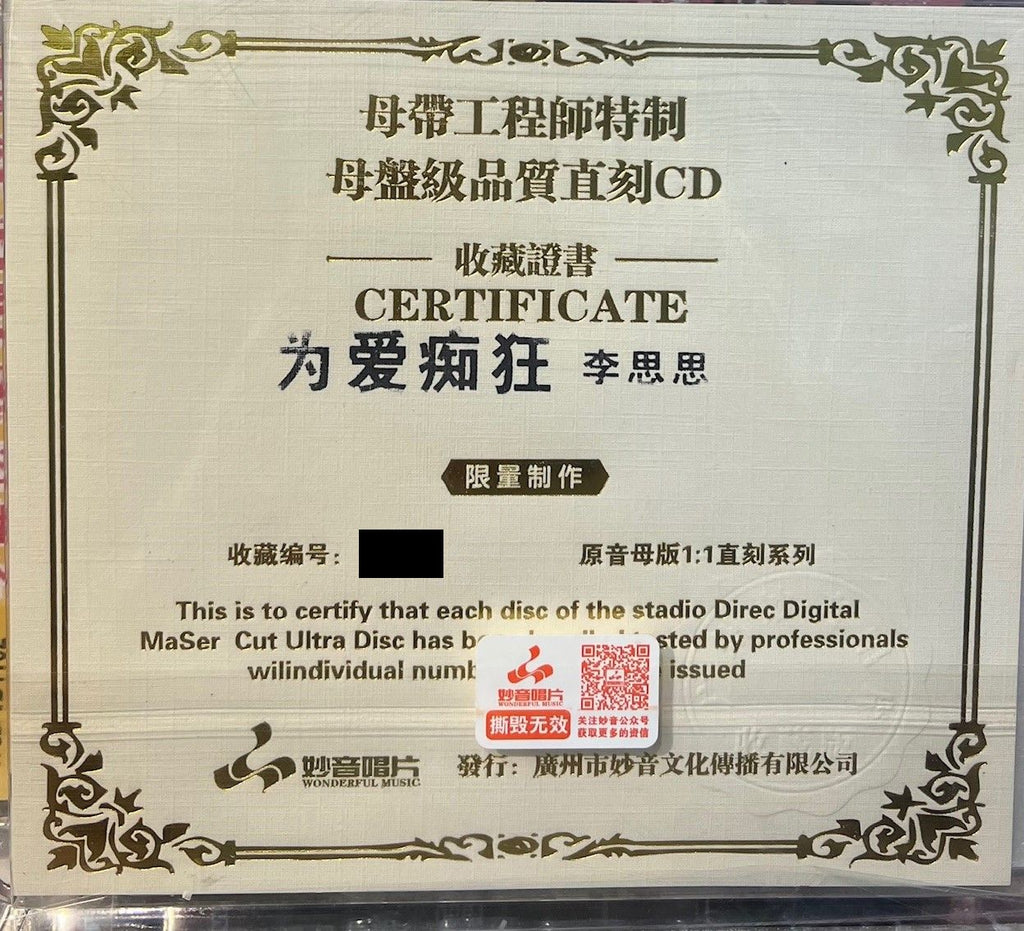 母帶工程師特制
母盤級品質直刻CD
收藏證書
CERTIFICATE
为爱痴狂 李思思
限量制作
收藏编号：
原音母版1:1直刻系列
This is to certify that each disc of the stadio Direc Digital
MaSer Cut Ultra Disc has sted by professionals
wilindividual issued
妙音唱片
WONDERFUL MUSIC
撕毁无效
关注妙音公众号
获取更多的资信
妙音唱片
WONDERFUL MUSIC
發行：廣州市妙音文化傳播有限公司